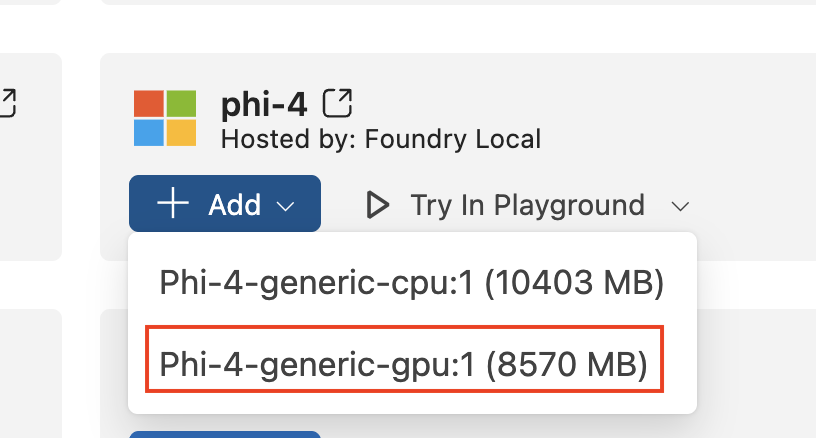 phi-4
Hosted by: Foundry Local
Add
Try In Playground
Phi-4-generic-cpu:1 (10403 MB)
Phi-4-generic-gpu:1 (8570 MB)